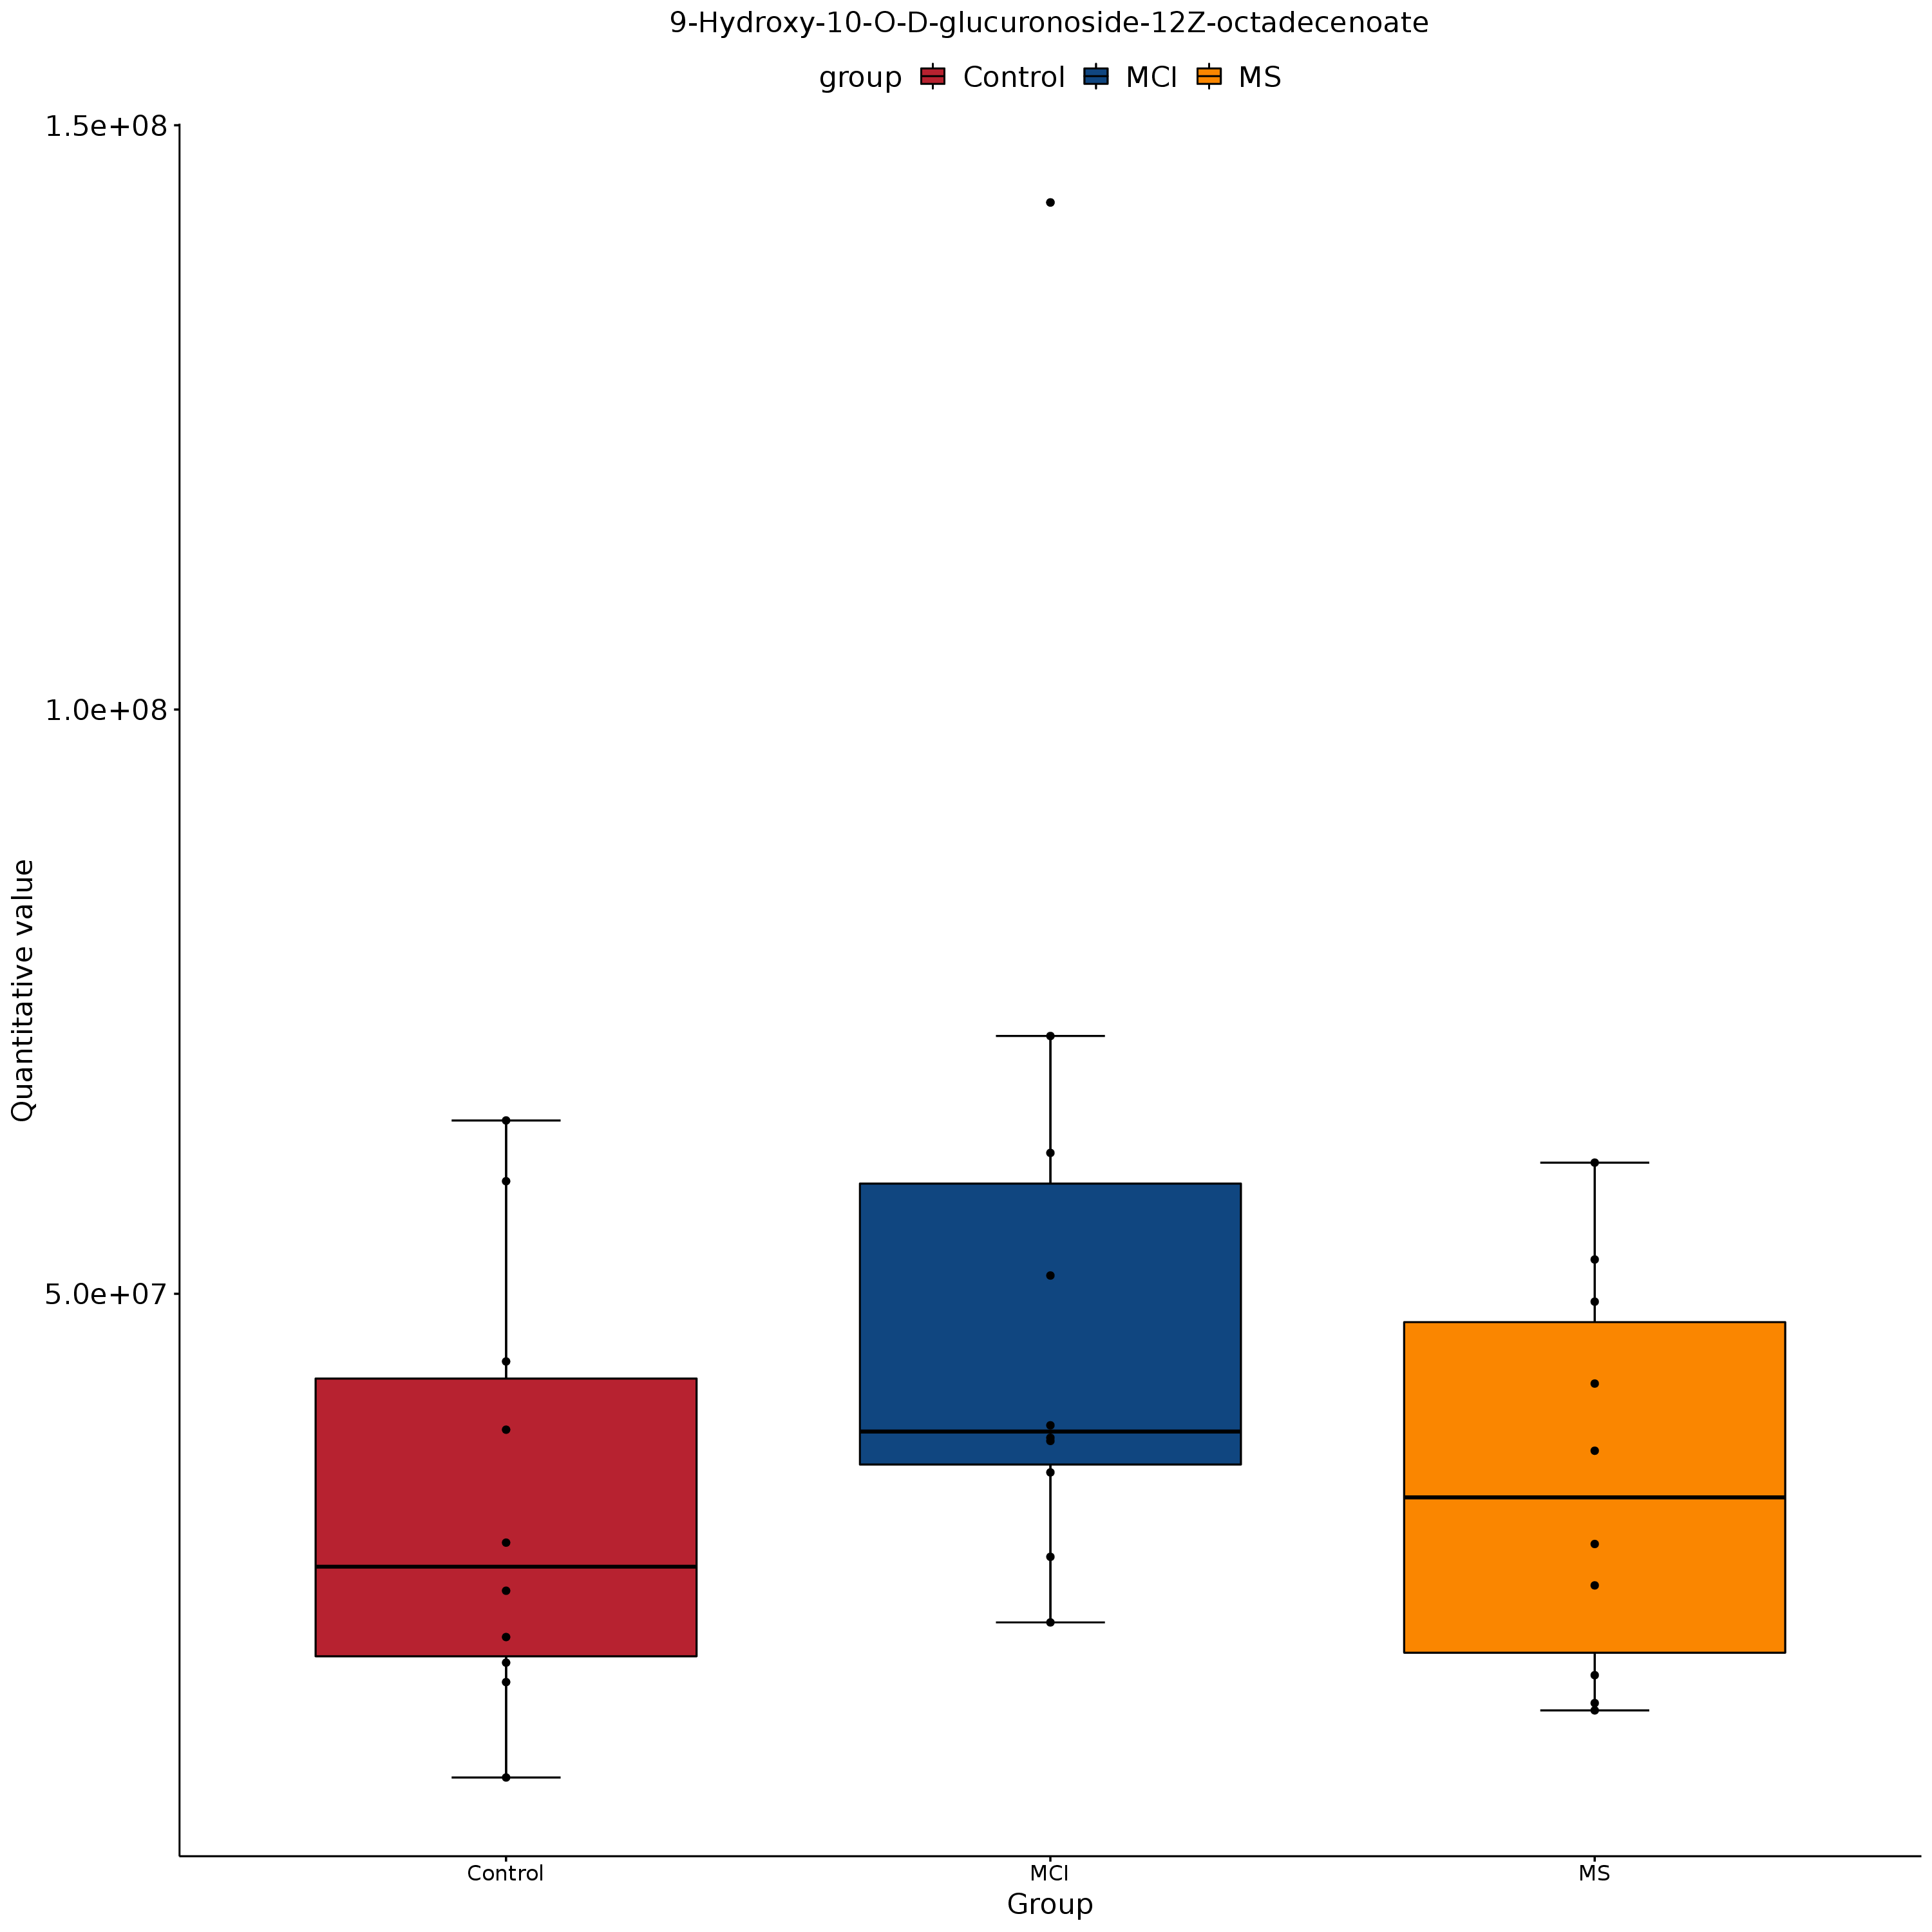 9-Hydroxy-10-O-D-glucuronoside-12Z-octadecenoate
group Control MCI MS
1.5e+08
1.0e+08
5.0e+07
Quantitative value
Control MCI MS
Group